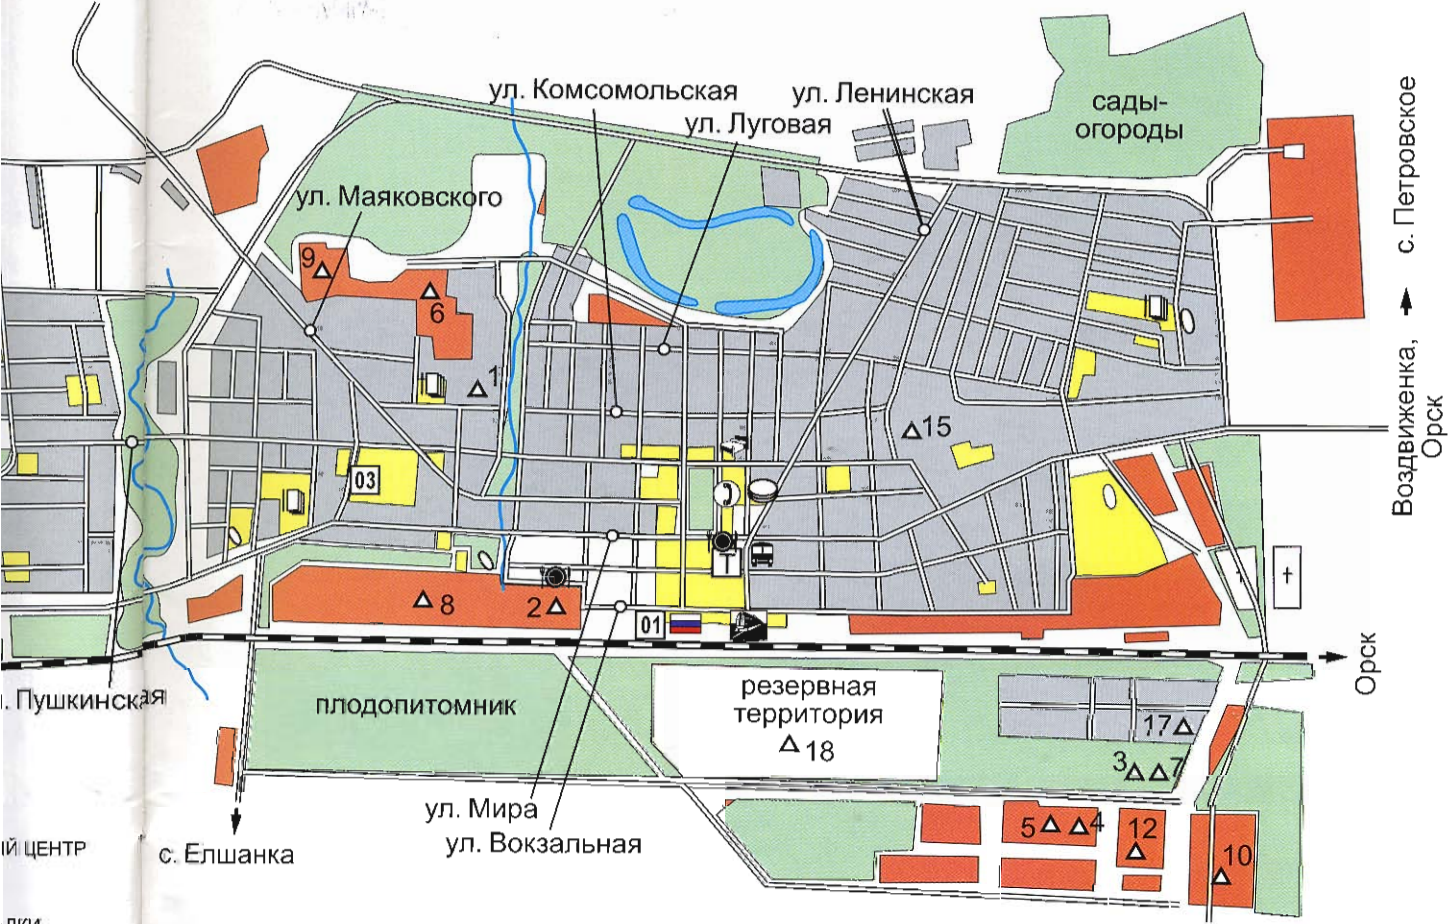 ул. Комсомольская
ул. Ленинская
ул. Луговая
сады-
огороды
ул. Маяковского
с. Петровское
Воздвиженка,
Орск
9
6
1
15
03
8
2
01
Т
Орск
. Пушкинская
плодопитомник
резервная
территория
18
17
3
7
ул. Мира
ул. Вокзальная
5
4
12
10
с. Елшанка
ЫЙ ЦЕНТР